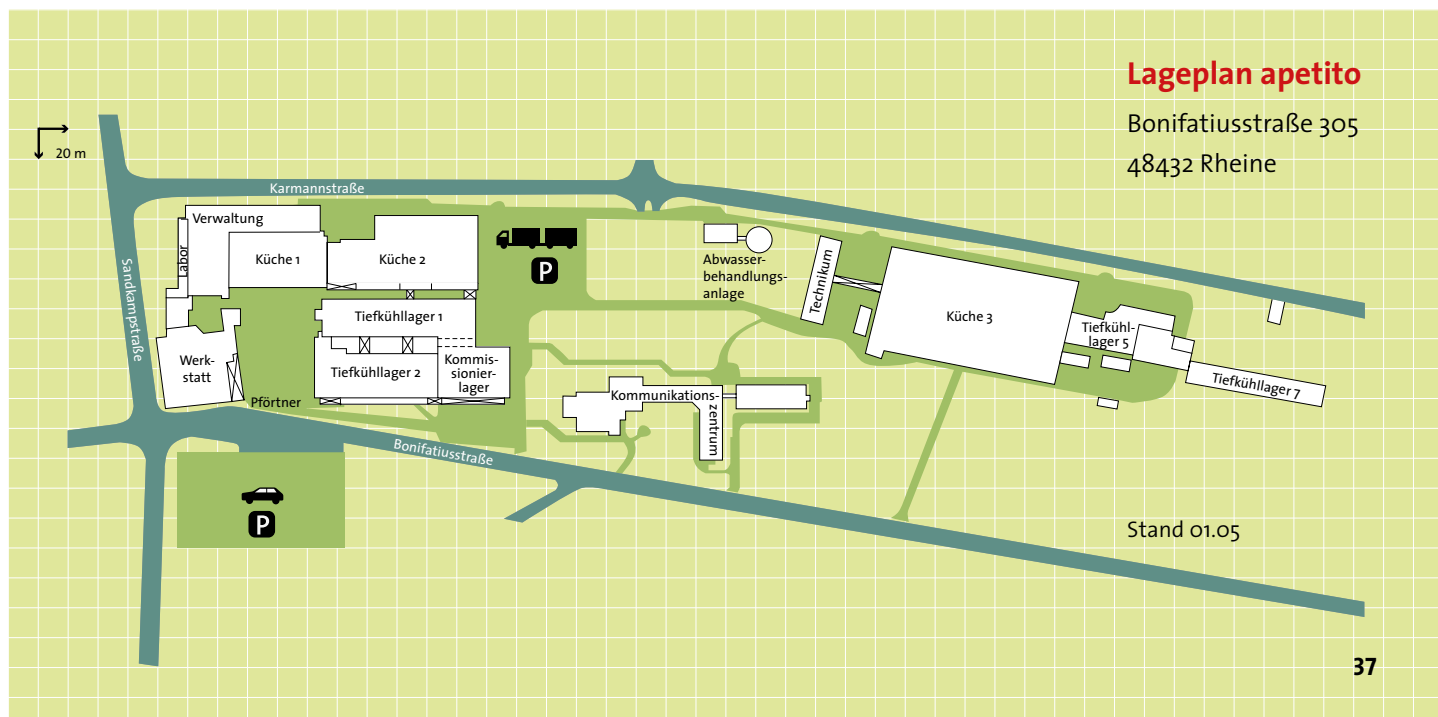 Lageplan apetito
Bonifatiusstraße 305
48432 Rheine
20 m
Karmannstraße
Sandkampstraße
Verwaltung
Labor
Küche 1
Küche 2
P
Abwasser-
behandlungs-
anlage
Technikum
Küche 3
Tiefkühl-
lager 5
Tiefkühllager 7
Tiefkühllager 1
Tiefkühllager 2
Kommis-
sionier-
lager
Werk-
statt
Pförtner
Kommunikations-
zentrum
Bonifatiusstraße
P
Stand 01.05
37